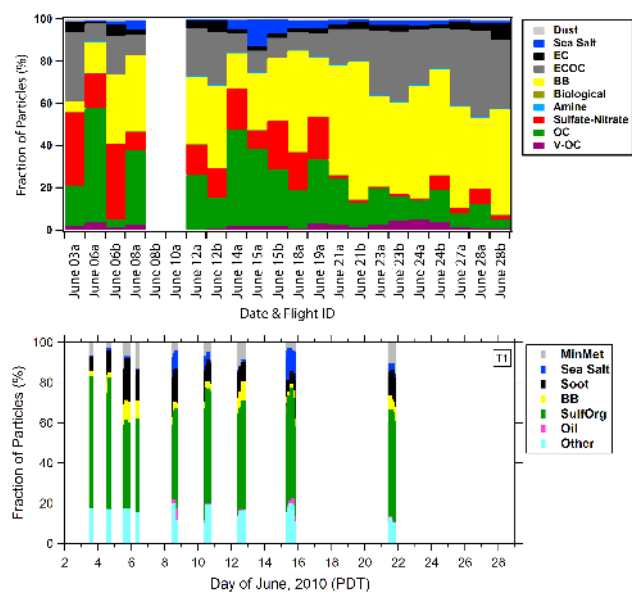 100
80
60
40
20
0
Fraction of Particles (%)
June 03a
June 06a
June 06b
June 08a
June 08b
June 10a
June 12a
June 12b
June 14a
June 15a
June 15b
June 18a
June 19a
June 21a
June 21b
June 23a
June 23b
June 24a
June 24b
June 27a
June 28a
June 28b
Date & Flight ID
Dust
Sea Salt
EC
ECOC
BB
Biological
Amine
Sulfate-Nitrate
OC
V-OC
100
80
60
40
20
0
Fraction of Particles (%)
T1
2 4 6 8 10 12 14 16 18 20 22 24 26 28
Day of June, 2010 (PDT)
MinMet
Sea Salt
Soot
BB
SulfOrg
Oil
Other